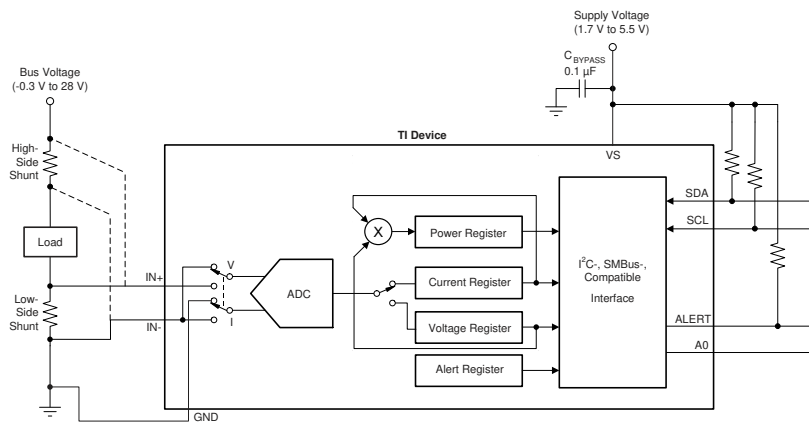 Supply Voltage
(1.7 V to 5.5 V)
C BYPASS
0.1 µF
Bus Voltage
(-0.3 V to 28 V)
TI Device
VS
High-
Side
Shunt
Load
Low-
Side
Shunt
IN+
IN-
GND
V
I
ADC
X
Power Register
Current Register
Voltage Register
Alert Register
I²C-, SMBus-,
Compatible
Interface
SDA
SCL
ALERT
A0